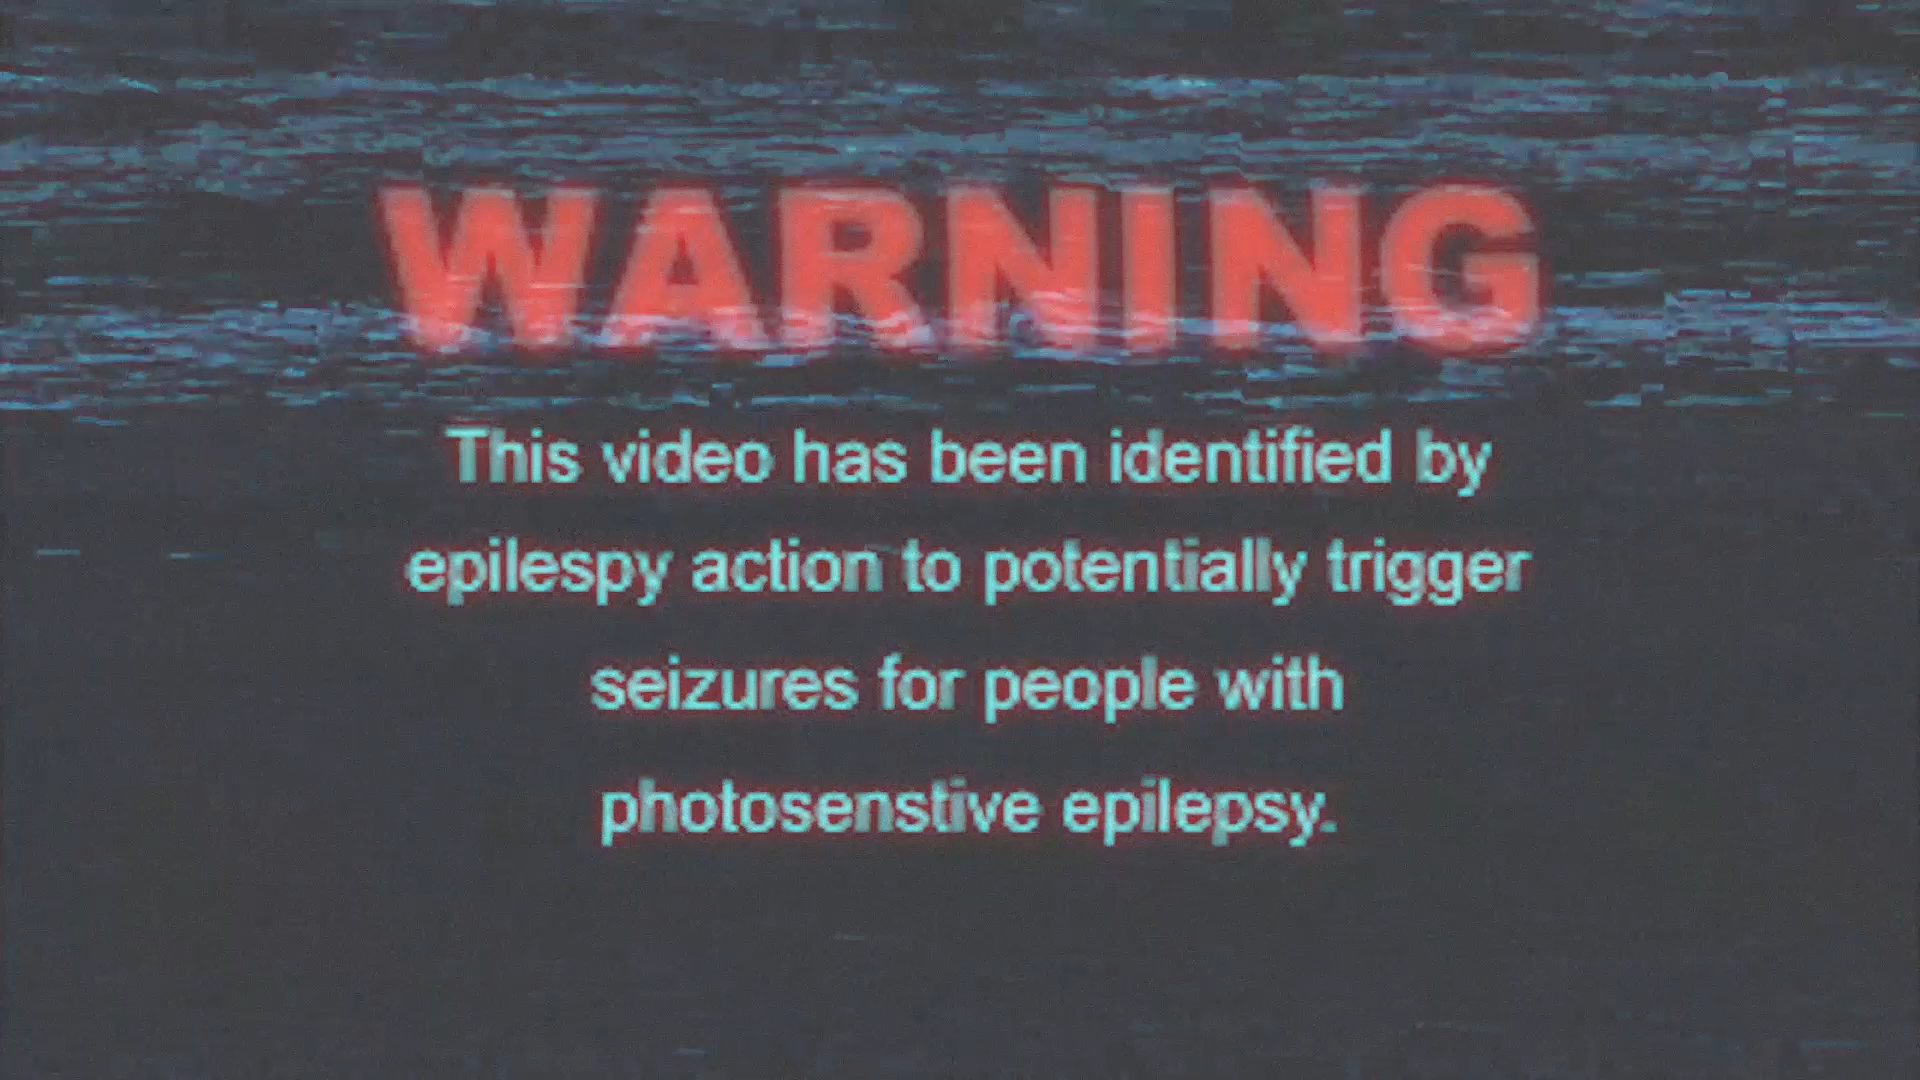 WARNING
This video has been identified by
epilespy action to potentially trigger
seizures for people with
photosenstive epilepsy.